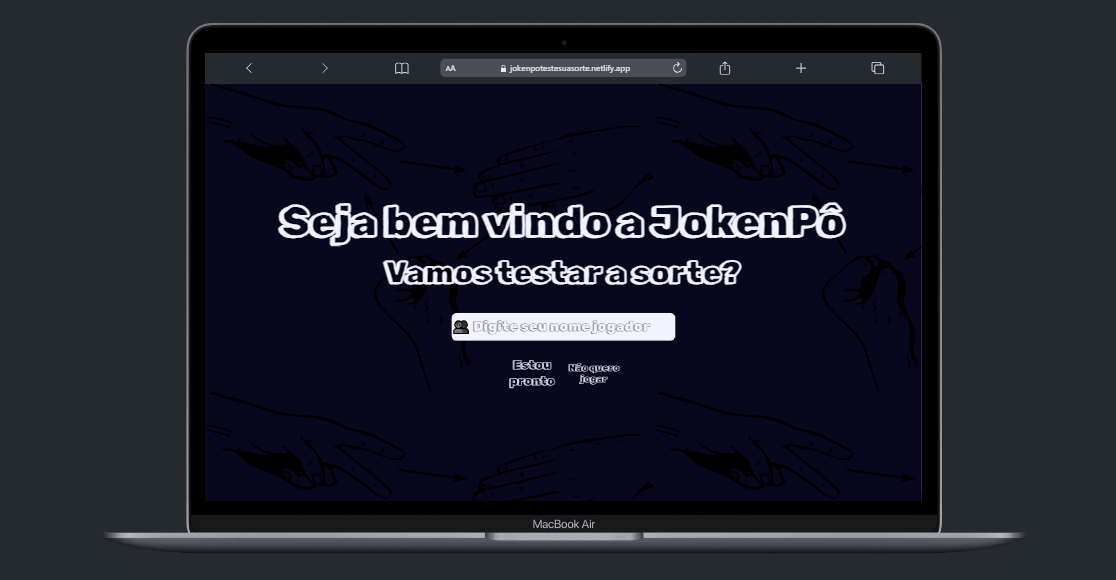 AA jokenpotestesuasorte.netlify.app
Seja bem vindo a JokenPô
Vamos testar a sorte?
Digite seu nome jogador
Estou
pronto
Não quero
jogar
MacBook Air